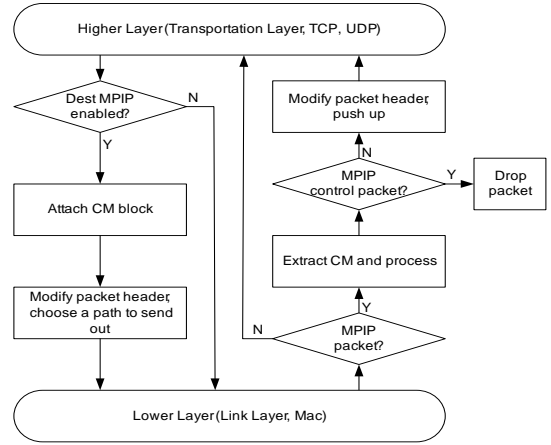 Higher Layer(Transportation Layer, TCP, UDP)
Dest MPIP
enabled?
N
Y
Attach CM block
Modify packet header,
choose a path to send
out
Modify packet header,
push up
N
MPIP
control packet?
Y
Drop
packet
Extract CM and process
Y
MPIP
packet?
N
Lower Layer(Link Layer, Mac)